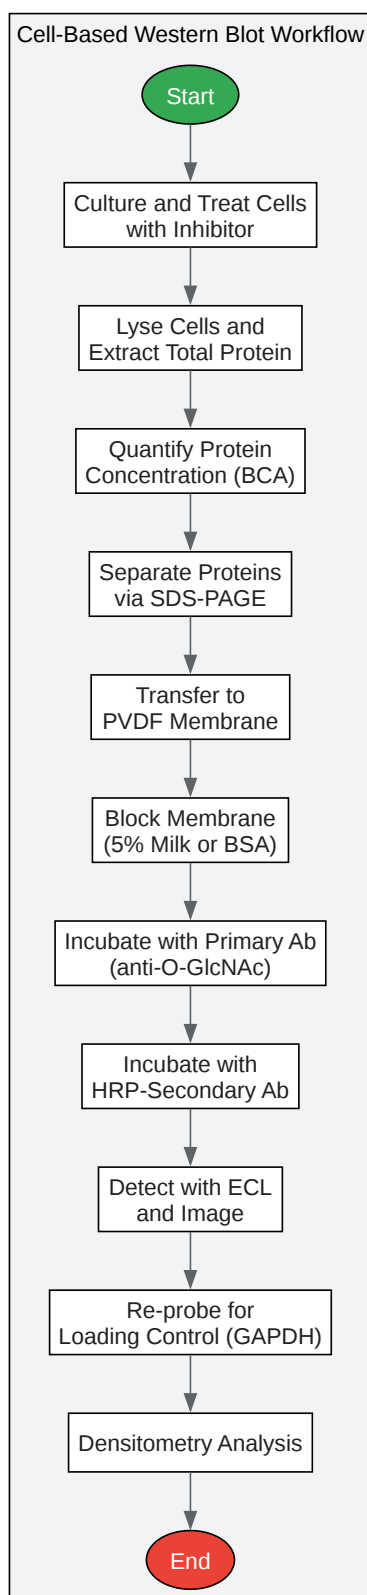 Cell-Based Western Blot Workflow
Start
Culture and Treat Cells
with Inhibitor
Lyse Cells and
Extract Total Protein
Quantify Protein
Concentration (BCA)
Separate Proteins
via SDS-PAGE
Transfer to
PVDF Membrane
Block Membrane
(5% Milk or BSA)
Incubate with Primary Ab
(anti-O-GlcNAc)
Incubate with
HRP-Secondary Ab
Detect with ECL
and Image
Re-probe for
Loading Control (GAPDH)
Densitometry Analysis
End